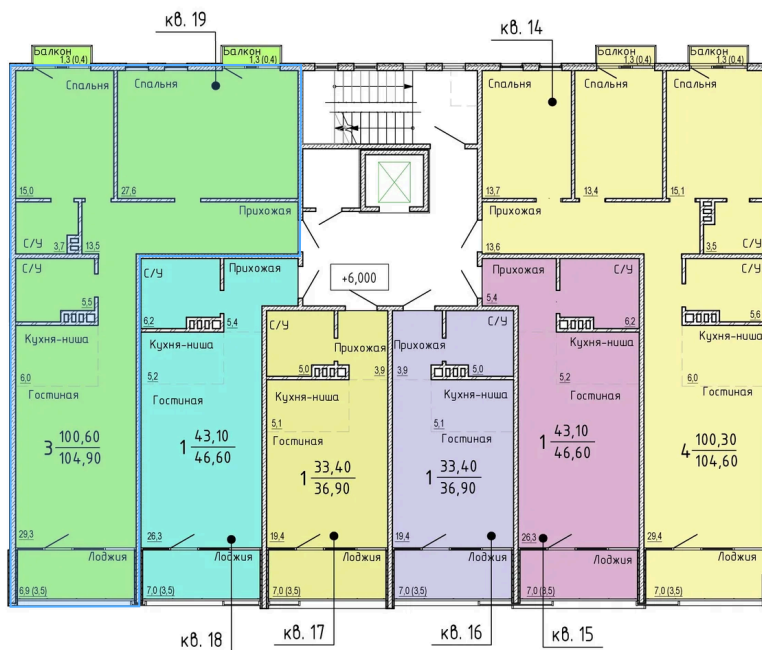 кв. 19
кв. 14
Балкон
1,3 (0,4)
Балкон
1,3 (0,4)
Балкон
1,3 (0,4)
Балкон
1,3 (0,4)
Спальня
Спальня
Спальня
Спальня
Спальня
15,0
27,6
13,7
13,4
15,1
Прихожая
С/У
3,7
13,5
Прихожая
13,6
3,5
С/У
С/У
5,5
С/У
Прихожая
6,2
5,4
+6,000
Прихожая
5,4
С/У
6,2
С/У
5,6
С/У
5,0
Прихожая
3,9
Прихожая
3,9
С/У
5,0
Кухня-ниша
6,0
Кухня-ниша
5,2
Кухня-ниша
5,1
Кухня-ниша
5,1
Кухня-ниша
5,2
Кухня-ниша
6,0
Гостиная
Гостиная
Гостиная
Гостиная
Гостиная
Гостиная
3 100,60
104,90
1 43,10
46,60
1 33,40
36,90
1 33,40
36,90
1 43,10
46,60
4 100,30
104,60
29,3
26,3
19,4
19,4
26,3
29,4
Лоджия
Лоджия
Лоджия
Лоджия
Лоджия
Лоджия
6,9 (3,5)
7,0 (3,5)
7,0 (3,5)
7,0 (3,5)
7,0 (3,5)
7,0 (3,5)
кв. 18
кв. 17
кв. 16
кв. 15